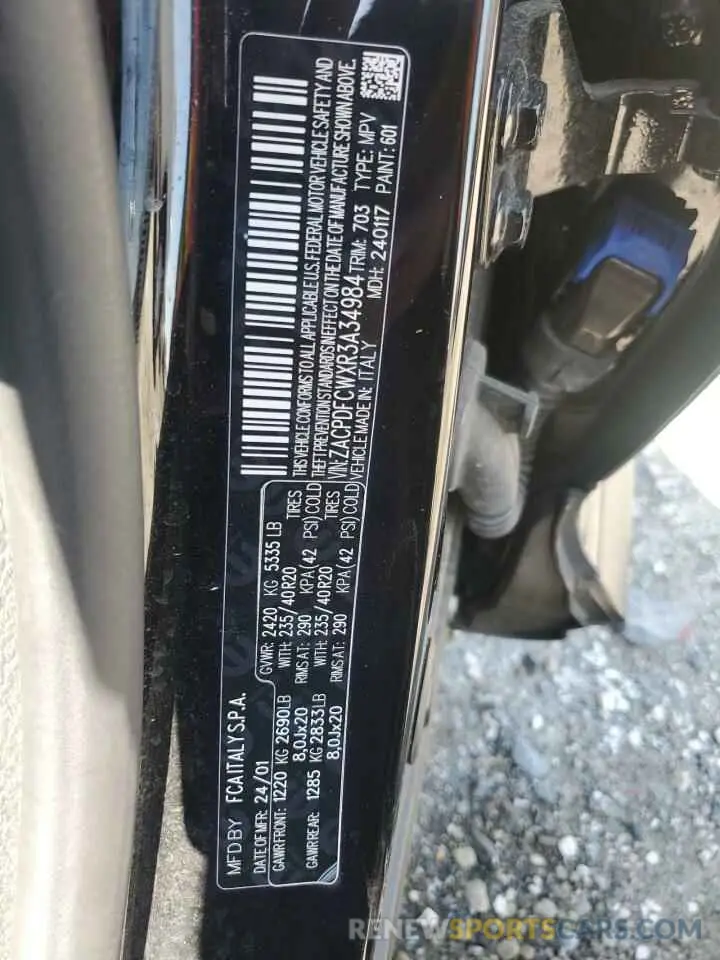 MFD BY FCA ITALY S.P.A.
DATE OF MFR: 24/01
GVWR: 2420 KG 5335 LB
GAWR FRONT: 1220 KG 2690LB WITH: 235/40R20 TIRES
8,0Jx20 RIMS AT: 290 KPA(42 PSI)COLD
GAWR REAR: 1285 KG 2833LB WITH: 235/40R20 TIRES
8,0Jx20 RIMS AT: 290 KPA(42 PSI)COLD
THIS VEHICLE CONFORMS TO ALL APPLICABLE U.S. FEDERAL MOTOR VEHICLE SAFETY AND
THEFT PREVENTION STANDARDS IN EFFECT ON THE DATE OF MANUFACTURE SHOWN ABOVE.
VIN: ZACPDFCWXR3A34984 TRIM: 703 TYPE: MPV
VEHICLE MADE IN: ITALY MDH: 240117 PAINT: 601
RENEWSPORTSCARS.COM